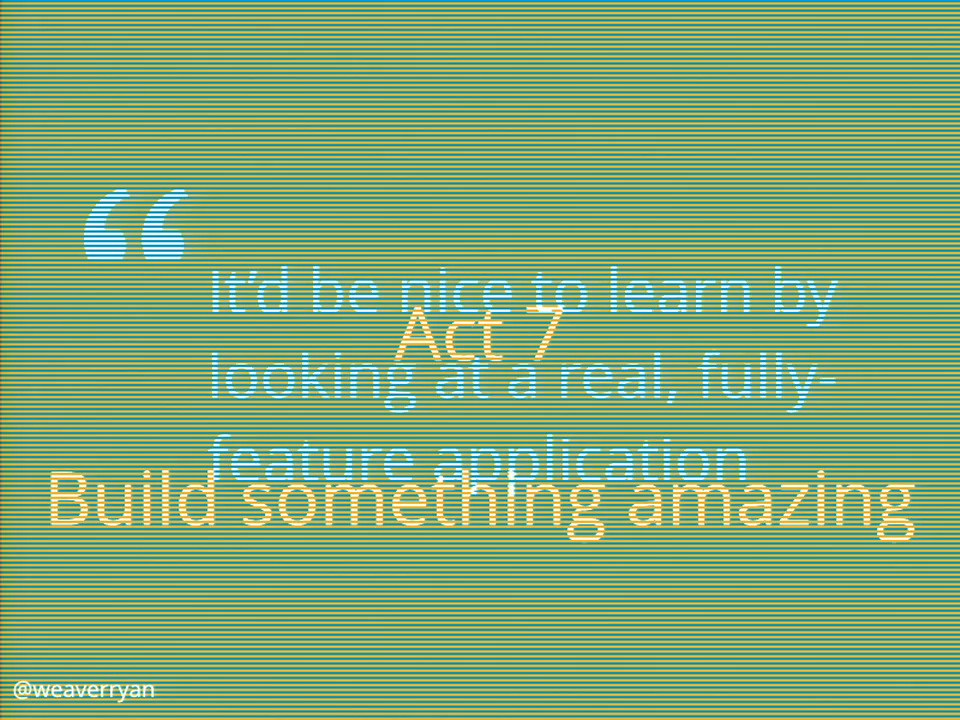 “
It’d be nice to learn by
Act 7
looking at a real, fully-
feature application
Build something amazing
@weaverryan